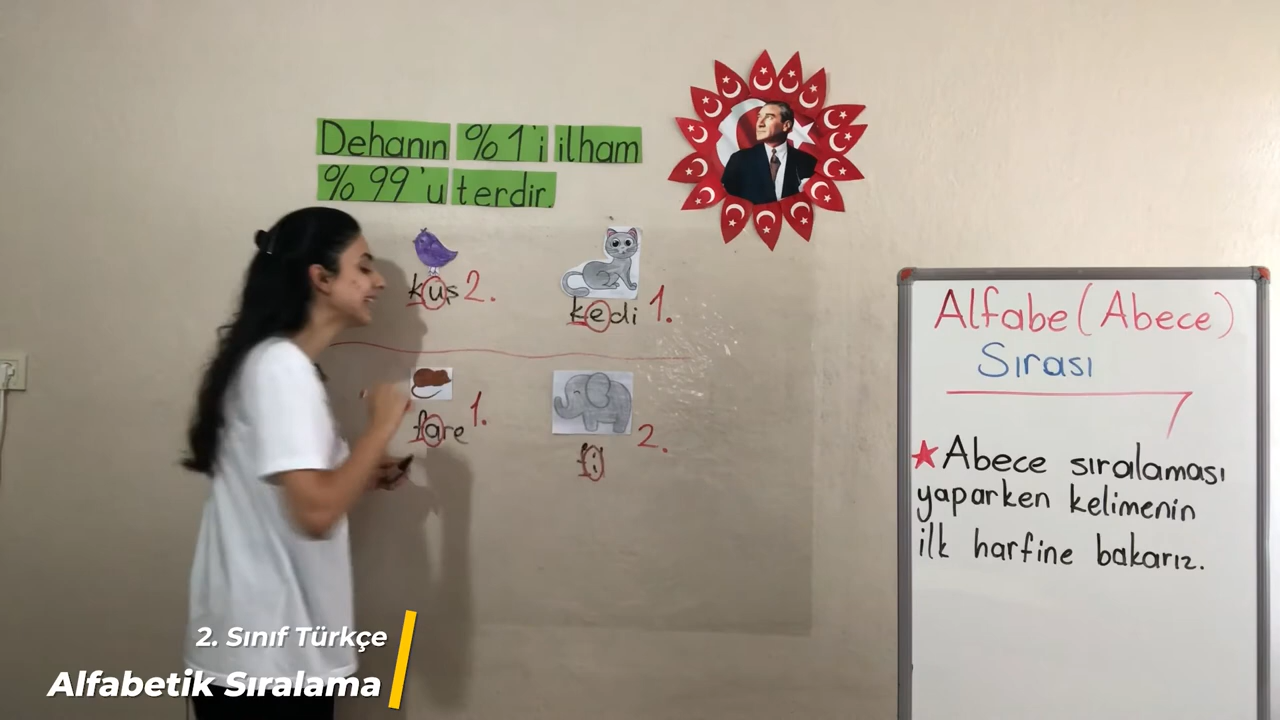 Dehanın %1'i ilham
%99'u terdir.
kuş 2.
kedi 1.
fare 1.
fi 2.
Alfabe (Abece)
Sırası
★Abece sıralaması
yaparken kelimenin
ilk harfine bakarız.
2. Sınıf Türkçe
Alfabetik Sıralama